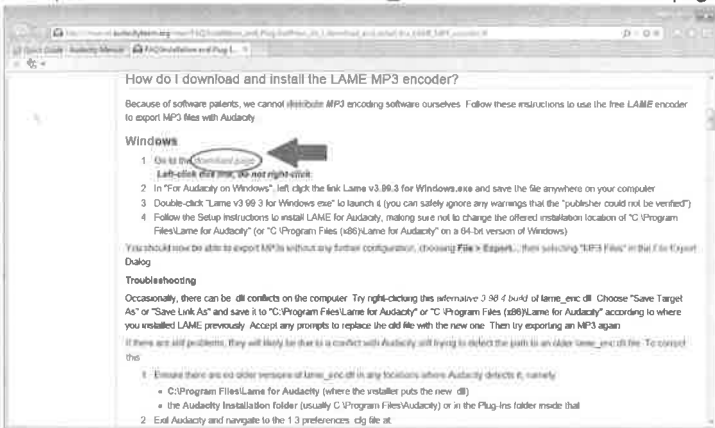 How do I download and install the LAME MP3 encoder?
Because of software patents, we cannot distribute MP3 encoding software ourselves. Follow these instructions to use the free LAME encoder
to export MP3 files with Audacity
Windows
1 Go to the download page
Left-click this link, do not right-click.
2 In "For Audacity on Windows", left click the link Lame v3.99.3 for Windows.exe and save the file anywhere on your computer
3 Double-click "Lame v3 99 3 for Windows exe" to launch it (you can safely ignore any warnings that the "publisher could not be verified")
4 Follow the Setup instructions to install LAME for Audacity, making sure not to change the offered installation location of "C \Program
Files\Lame for Audacity" (or "C \Program Files (x86)\Lame for Audacity" on a 64-bit version of Windows)
You should now be able to export MP3s without any further configuration, choosing File > Export... then selecting "MP3 Files" in the File Export
Dialog
Troubleshooting
Occasionally, there can be dll conflicts on the computer Try right-clicking this alternative 3 98 4 build of lame_enc dll Choose "Save Target
As" or "Save Link As" and save it to "C:\Program Files\Lame for Audacity" or "C \Program Files (x86)\Lame for Audacity" according to where
you installed LAME previously Accept any prompts to replace the old file with the new one Then try exporting an MP3 again
If there are still problems, they will likely be due to a conflict with Audacity still trying to detect the path to an older lame_enc dll file To correct
this
1 Ensure there are no older versions of lame_enc dll in any locations where Audacity detects it, namely
C:\Program Files\Lame for Audacity (where the installer puts the new dll)
the Audacity installation folder (usually C \Program Files\Audacity) or in the Plug-Ins folder inside that
2 Exit Audacity and navigate to the 1 3 preferences cfg file at